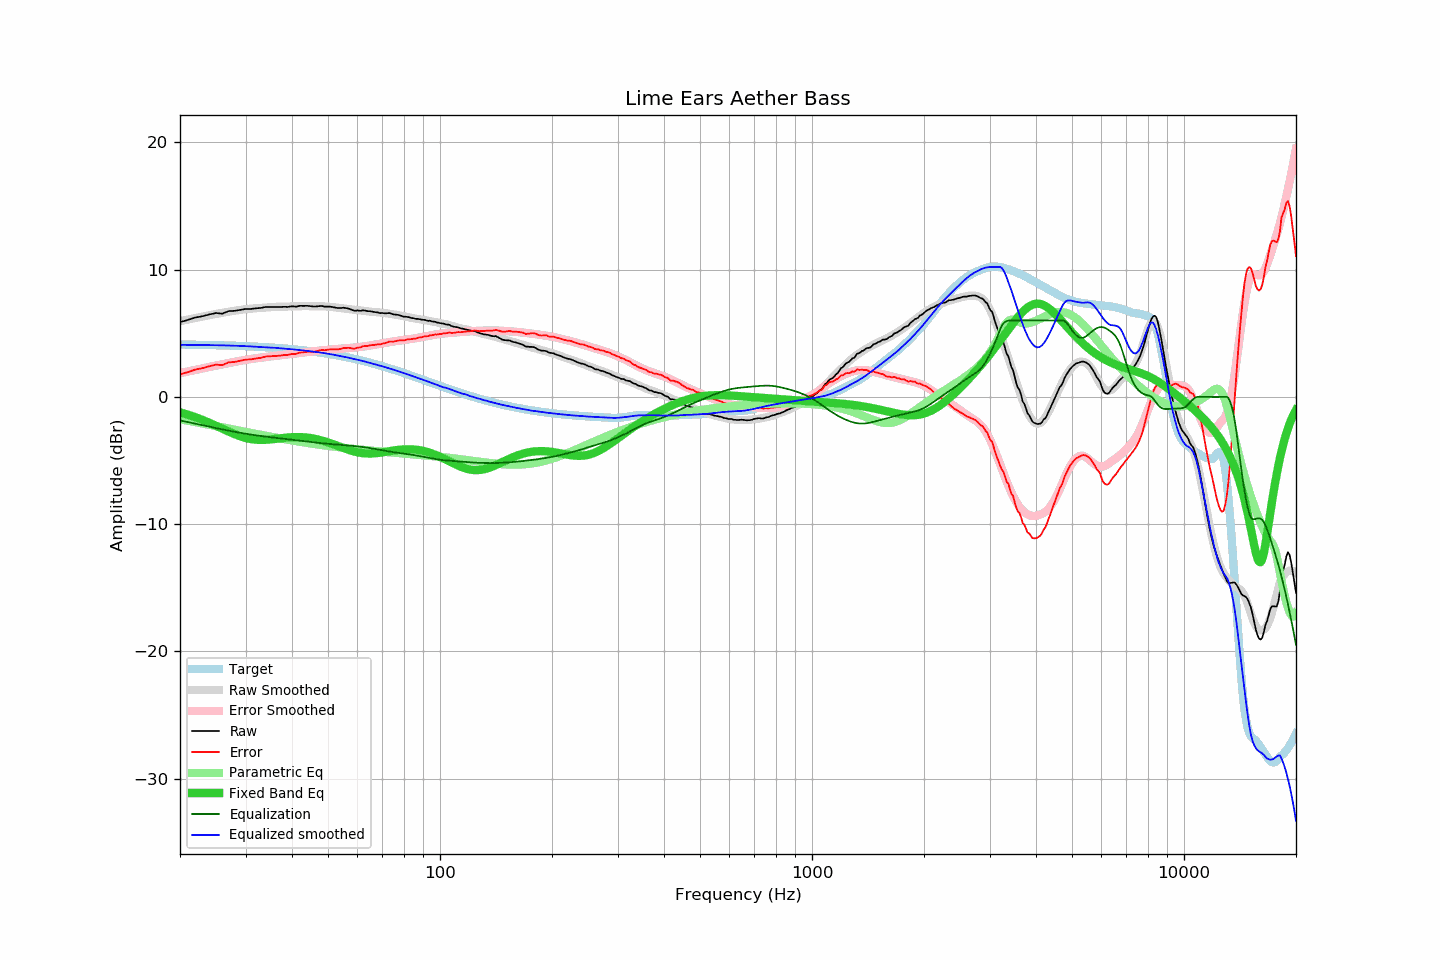 Lime Ears Aether Bass
20
10
0
−10
−20
−30
Amplitude (dBr)
Target
Raw Smoothed
Error Smoothed
Raw
Error
Parametric Eq
Fixed Band Eq
Equalization
Equalized smoothed
100 1000 10000
Frequency (Hz)